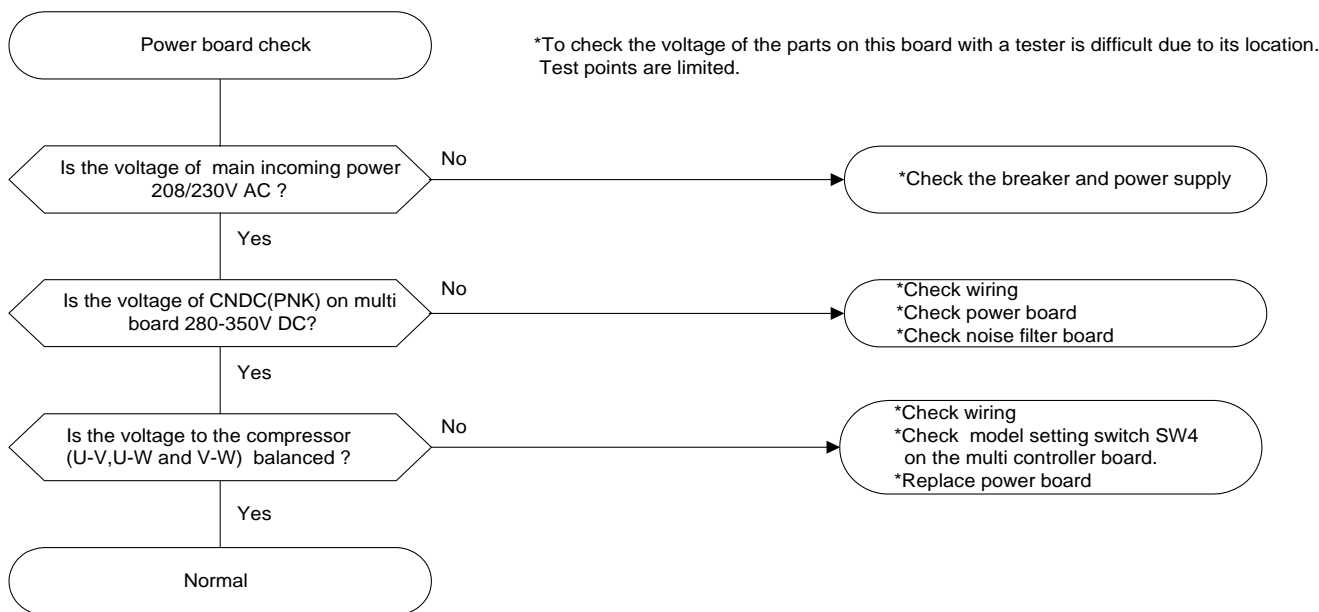 Power board check
*To check the voltage of the parts on this board with a tester is difficult due to its location.
Test points are limited.
Is the voltage of main incoming power
208/230V AC ?
No
*Check the breaker and power supply
Yes
Is the voltage of CNDC(PNK) on multi
board 280-350V DC?
No
*Check wiring
*Check power board
*Check noise filter board
Yes
Is the voltage to the compressor
(U-V,U-W and V-W) balanced ?
No
*Check wiring
*Check model setting switch SW4
on the multi controller board.
*Replace power board
Yes
Normal